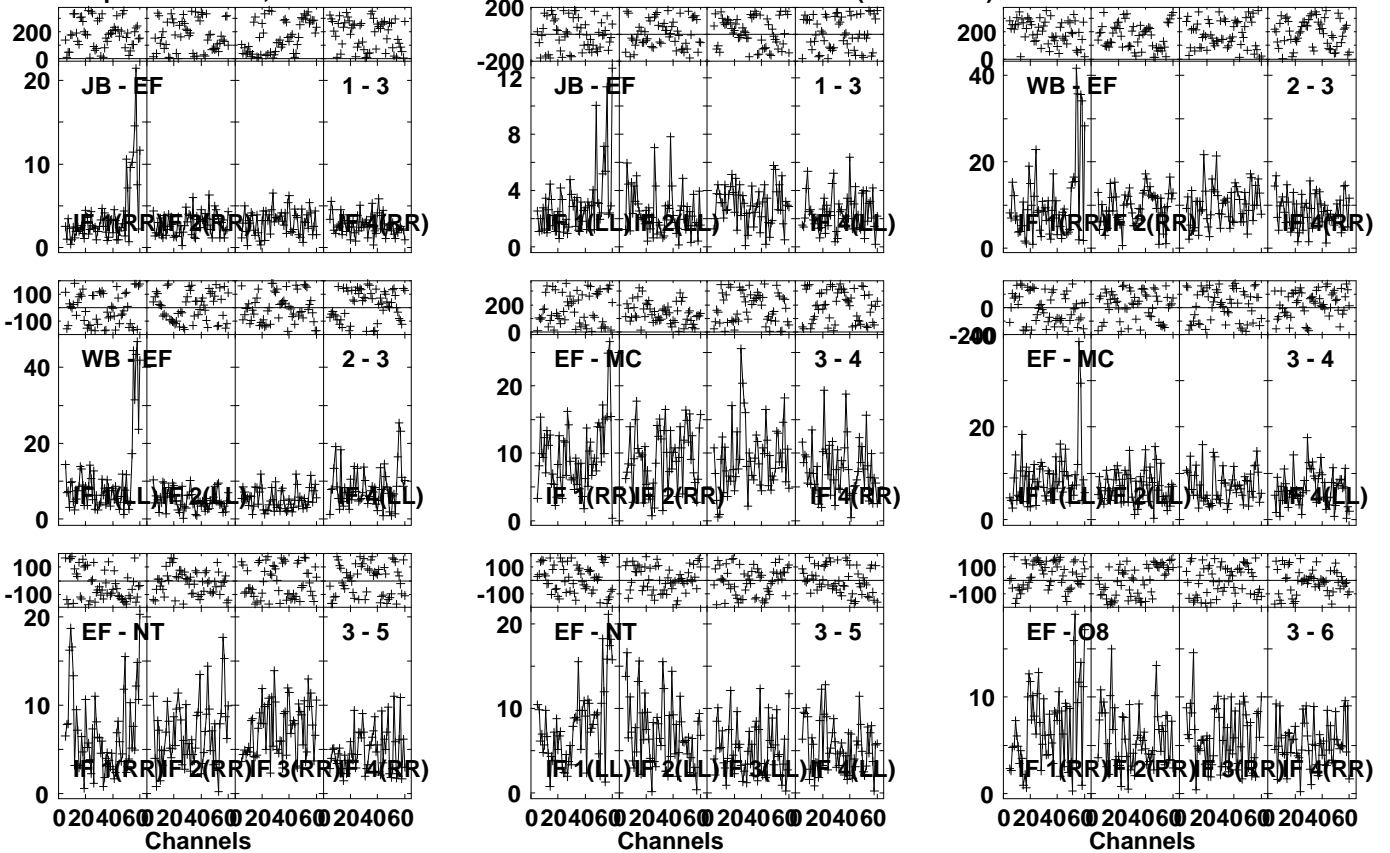 200
0
20
10
0
JB - EF
1 - 3
IF 1(RR)
IF 2(RR)
IF 4(RR)
200
-200
12
8
4
0
JB - EF
1 - 3
IF 1(LL)
IF 2(LL)
IF 4(LL)
200
0
40
20
0
WB - EF
2 - 3
IF 1(RR)
IF 2(RR)
IF 4(RR)
100
-100
40
20
0
WB - EF
2 - 3
IF 1(LL)
IF 2(LL)
IF 4(LL)
200
0
20
10
0
EF - MC
3 - 4
IF 1(RR)
IF 2(RR)
IF 4(RR)
0
-200
40
20
0
EF - MC
3 - 4
IF 1(LL)
IF 2(LL)
IF 4(LL)
100
-100
20
10
0
EF - NT
3 - 5
IF 1(RR)
IF 2(RR)
IF 3(RR)
IF 4(RR)
0 20 40 60 0 20 40 60 0 20 40 60 0 20 40 60
Channels
100
-100
20
10
0
EF - NT
3 - 5
IF 1(LL)
IF 2(LL)
IF 3(LL)
IF 4(LL)
0 20 40 60 0 20 40 60 0 20 40 60 0 20 40 60
Channels
100
-100
10
0
EF - O8
3 - 6
IF 1(RR)
IF 2(RR)
IF 3(RR)
IF 4(RR)
0 20 40 60 0 20 40 60 0 20 40 60 0 20 40 60
Channels